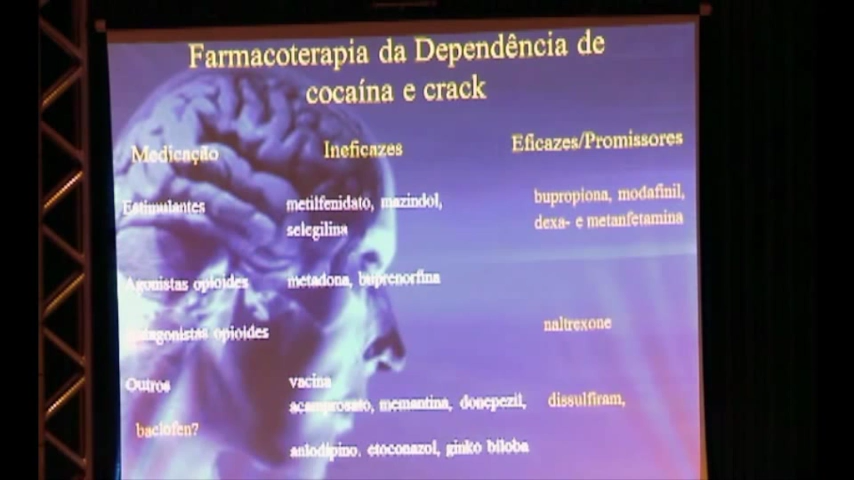 Farmacoterapia da Dependência de
cocaína e crack
Medicação Ineficazes Eficazes/Promissores
Estimulantes metilfenidato, mazindol, bupropiona, modafinil,
selegilina dexa- e metanfetamina
Agonistas opioides metadona, buprenorfina
Antagonistas opioides naltrexone
Outros vacina
acamprosato, memantina, donepezil, dissulfiram,
baclofen?
anlodipino. etoconazol, ginko biloba